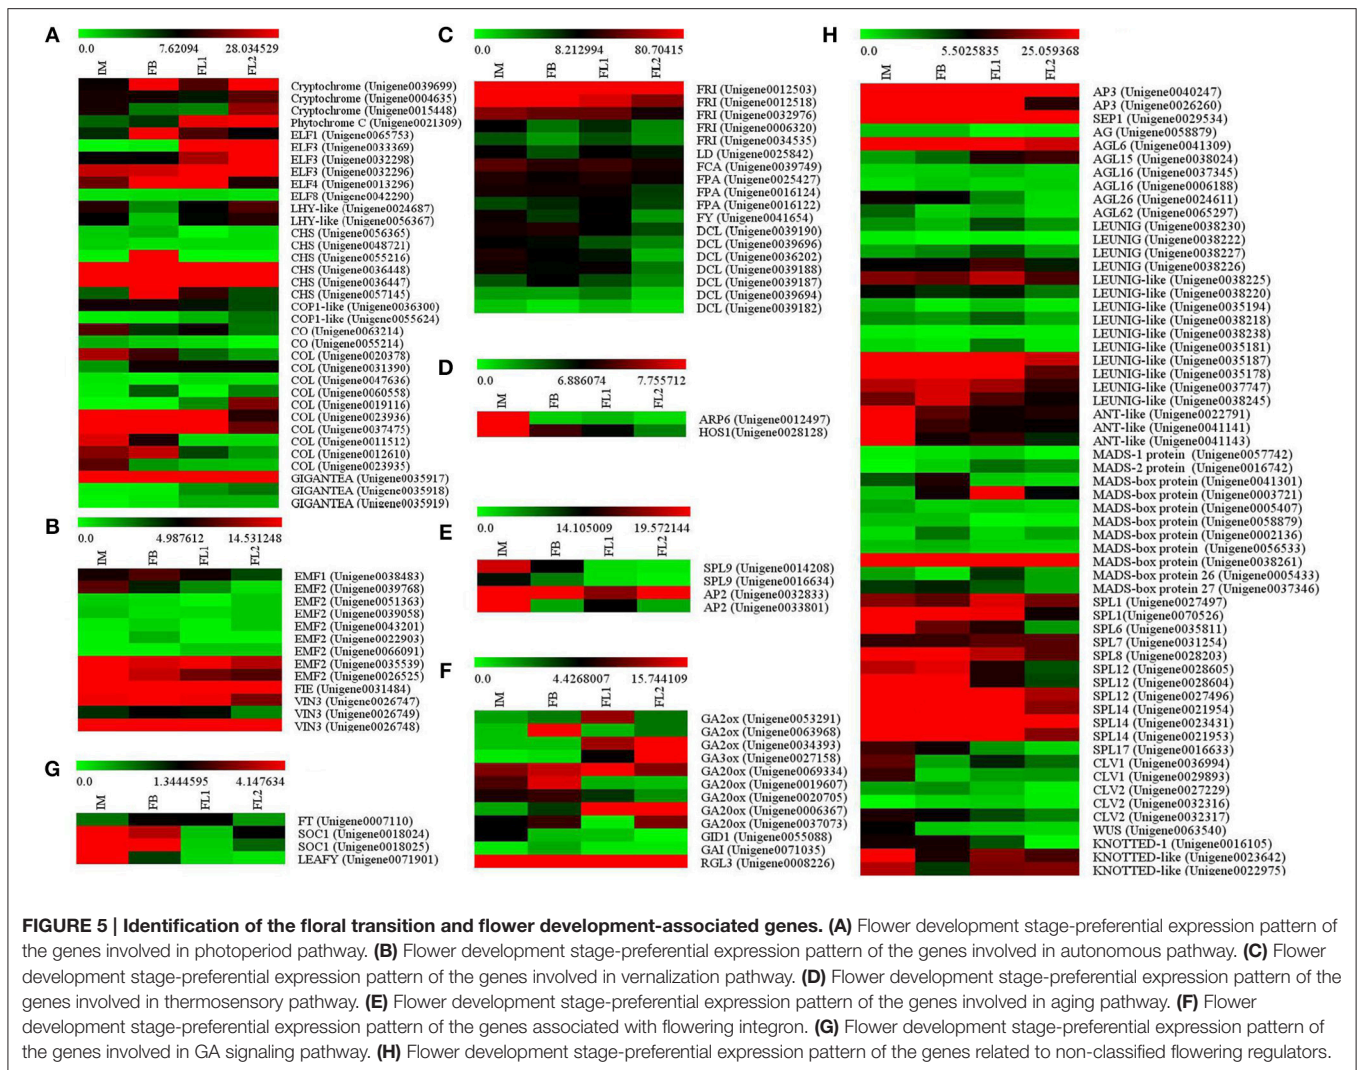 A
0.0 7.62094 28.034529
IM FB FL1 FL2
Cryptochrome (Unigene0039699)
Cryptochrome (Unigene0004635)
Cryptochrome (Unigene0015448)
Phytochrome C (Unigene0021309)
ELF1 (Unigene0065753)
ELF3 (Unigene0033369)
ELF3 (Unigene0032298)
ELF3 (Unigene0032296)
ELF4 (Unigene0013296)
ELF8 (Unigene0042290)
LHY-like (Unigene0024687)
LHY-like (Unigene0056367)
CHS (Unigene0056365)
CHS (Unigene0048721)
CHS (Unigene0055216)
CHS (Unigene0036448)
CHS (Unigene0036447)
CHS (Unigene0057145)
COP1-like (Unigene0036300)
COP1-like (Unigene0055624)
CO (Unigene0063214)
CO (Unigene0055214)
COL (Unigene0020378)
COL (Unigene0031390)
COL (Unigene0047636)
COL (Unigene0060558)
COL (Unigene0019116)
COL (Unigene0023936)
COL (Unigene0037475)
COL (Unigene0011512)
COL (Unigene0012610)
COL (Unigene0023935)
GIGANTEA (Unigene0035917)
GIGANTEA (Unigene0035918)
GIGANTEA (Unigene0035919)
B
0.0 4.987612 14.531248
IM FB FL1 FL2
EMF1 (Unigene0038483)
EMF2 (Unigene0039768)
EMF2 (Unigene0051363)
EMF2 (Unigene0039058)
EMF2 (Unigene0043201)
EMF2 (Unigene0022903)
EMF2 (Unigene0066091)
EMF2 (Unigene0035539)
EMF2 (Unigene0026525)
FIE (Unigene0031484)
VIN3 (Unigene0026747)
VIN3 (Unigene0026749)
VIN3 (Unigene0026748)
G
0.0 1.3444595 4.147634
IM FB FL1 FL2
FT (Unigene0007110)
SOC1 (Unigene0018024)
SOC1 (Unigene0018025)
LEAFY (Unigene0071901)
C
0.0 8.212994 80.70415
IM FB FL1 FL2
FRI (Unigene0012503)
FRI (Unigene0012518)
FRI (Unigene0032976)
FRI (Unigene0006320)
FRI (Unigene0034535)
LD (Unigene0025842)
FCA (Unigene0039749)
FPA (Unigene0025427)
FPA (Unigene0016124)
FPA (Unigene0016122)
FY (Unigene0041654)
DCL (Unigene0039190)
DCL (Unigene0039696)
DCL (Unigene0036202)
DCL (Unigene0039188)
DCL (Unigene0039187)
DCL (Unigene0039694)
DCL (Unigene0039182)
D
0.0 6.886074 7.755712
IM FB FL1 FL2
ARP6 (Unigene0012497)
HOS1(Unigene0028128)
E
0.0 14.105009 19.572144
IM FB FL1 FL2
SPL9 (Unigene0014208)
SPL9 (Unigene0016634)
AP2 (Unigene0032833)
AP2 (Unigene0033801)
F
0.0 4.4268007 15.744109
IM FB FL1 FL2
GA2ox (Unigene0053291)
GA2ox (Unigene0063968)
GA2ox (Unigene0034393)
GA3ox (Unigene0027158)
GA20ox (Unigene0069334)
GA20ox (Unigene0019607)
GA20ox (Unigene0020705)
GA20ox (Unigene0006367)
GA20ox (Unigene0037073)
GID1 (Unigene0055088)
GAI (Unigene0071035)
RGL3 (Unigene0008226)
H
0.0 5.5025835 25.059368
IM FB FL1 FL2
AP3 (Unigene0040247)
AP3 (Unigene0026260)
SEP1 (Unigene0029534)
AG (Unigene0058879)
AGL6 (Unigene0041309)
AGL15 (Unigene0038024)
AGL16 (Unigene0037345)
AGL16 (Unigene0006188)
AGL26 (Unigene0024611)
AGL62 (Unigene0065297)
LEUNIG (Unigene0038230)
LEUNIG (Unigene0038222)
LEUNIG (Unigene0038227)
LEUNIG (Unigene0038226)
LEUNIG-like (Unigene0038225)
LEUNIG-like (Unigene0038220)
LEUNIG-like (Unigene0035194)
LEUNIG-like (Unigene0038218)
LEUNIG-like (Unigene0038238)
LEUNIG-like (Unigene0035181)
LEUNIG-like (Unigene0035187)
LEUNIG-like (Unigene0035178)
LEUNIG-like (Unigene0037747)
LEUNIG-like (Unigene0038245)
ANT-like (Unigene0022791)
ANT-like (Unigene0041141)
ANT-like (Unigene0041143)
MADS-1 protein (Unigene0057742)
MADS-2 protein (Unigene0016742)
MADS-box protein (Unigene0041301)
MADS-box protein (Unigene0003721)
MADS-box protein (Unigene0005407)
MADS-box protein (Unigene0058879)
MADS-box protein (Unigene0002136)
MADS-box protein (Unigene0056533)
MADS-box protein (Unigene0038261)
MADS-box protein 26 (Unigene0005433)
MADS-box protein 27 (Unigene0037346)
SPL1 (Unigene0027497)
SPL1(Unigene0070526)
SPL6 (Unigene0035811)
SPL7 (Unigene0031254)
SPL8 (Unigene0028203)
SPL12 (Unigene0028605)
SPL12 (Unigene0028604)
SPL12 (Unigene0027496)
SPL14 (Unigene0021954)
SPL14 (Unigene0023431)
SPL14 (Unigene0021953)
SPL17 (Unigene0016633)
CLV1 (Unigene0036994)
CLV1 (Unigene0029893)
CLV2 (Unigene0027229)
CLV2 (Unigene0032316)
CLV2 (Unigene0032317)
WUS (Unigene0063540)
KNOTTED-1 (Unigene0016105)
KNOTTED-like (Unigene0023642)
KNOTTED-like (Unigene0022975)
FIGURE 5 | Identification of the floral transition and flower development-associated genes. (A) Flower development stage-preferential expression pattern of
the genes involved in photoperiod pathway. (B) Flower development stage-preferential expression pattern of the genes involved in autonomous pathway. (C) Flower
development stage-preferential expression pattern of the genes involved in vernalization pathway. (D) Flower development stage-preferential expression pattern of the
genes involved in thermosensory pathway. (E) Flower development stage-preferential expression pattern of the genes involved in aging pathway. (F) Flower
development stage-preferential expression pattern of the genes associated with flowering integron. (G) Flower development stage-preferential expression pattern of
the genes involved in GA signaling pathway. (H) Flower development stage-preferential expression pattern of the genes related to non-classified flowering regulators.